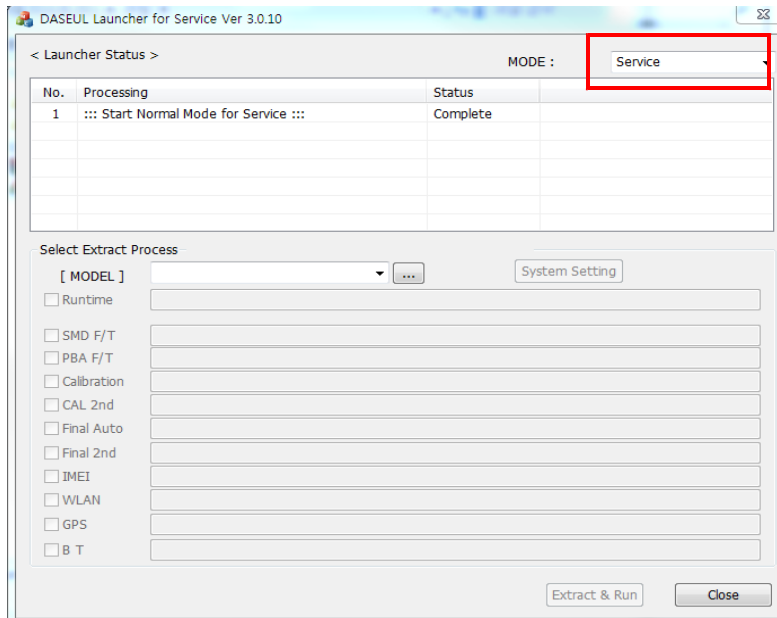 DASEUL Launcher for Service Ver 3.0.10
< Launcher Status >
MODE : Service
No. Processing Status
1 ::: Start Normal Mode for Service ::: Complete
Select Extract Process
[ MODEL ] ... System Setting
Runtime
SMD F/T
PBA F/T
Calibration
CAL 2nd
Final Auto
Final 2nd
IMEI
WLAN
GPS
B T
Extract & Run Close